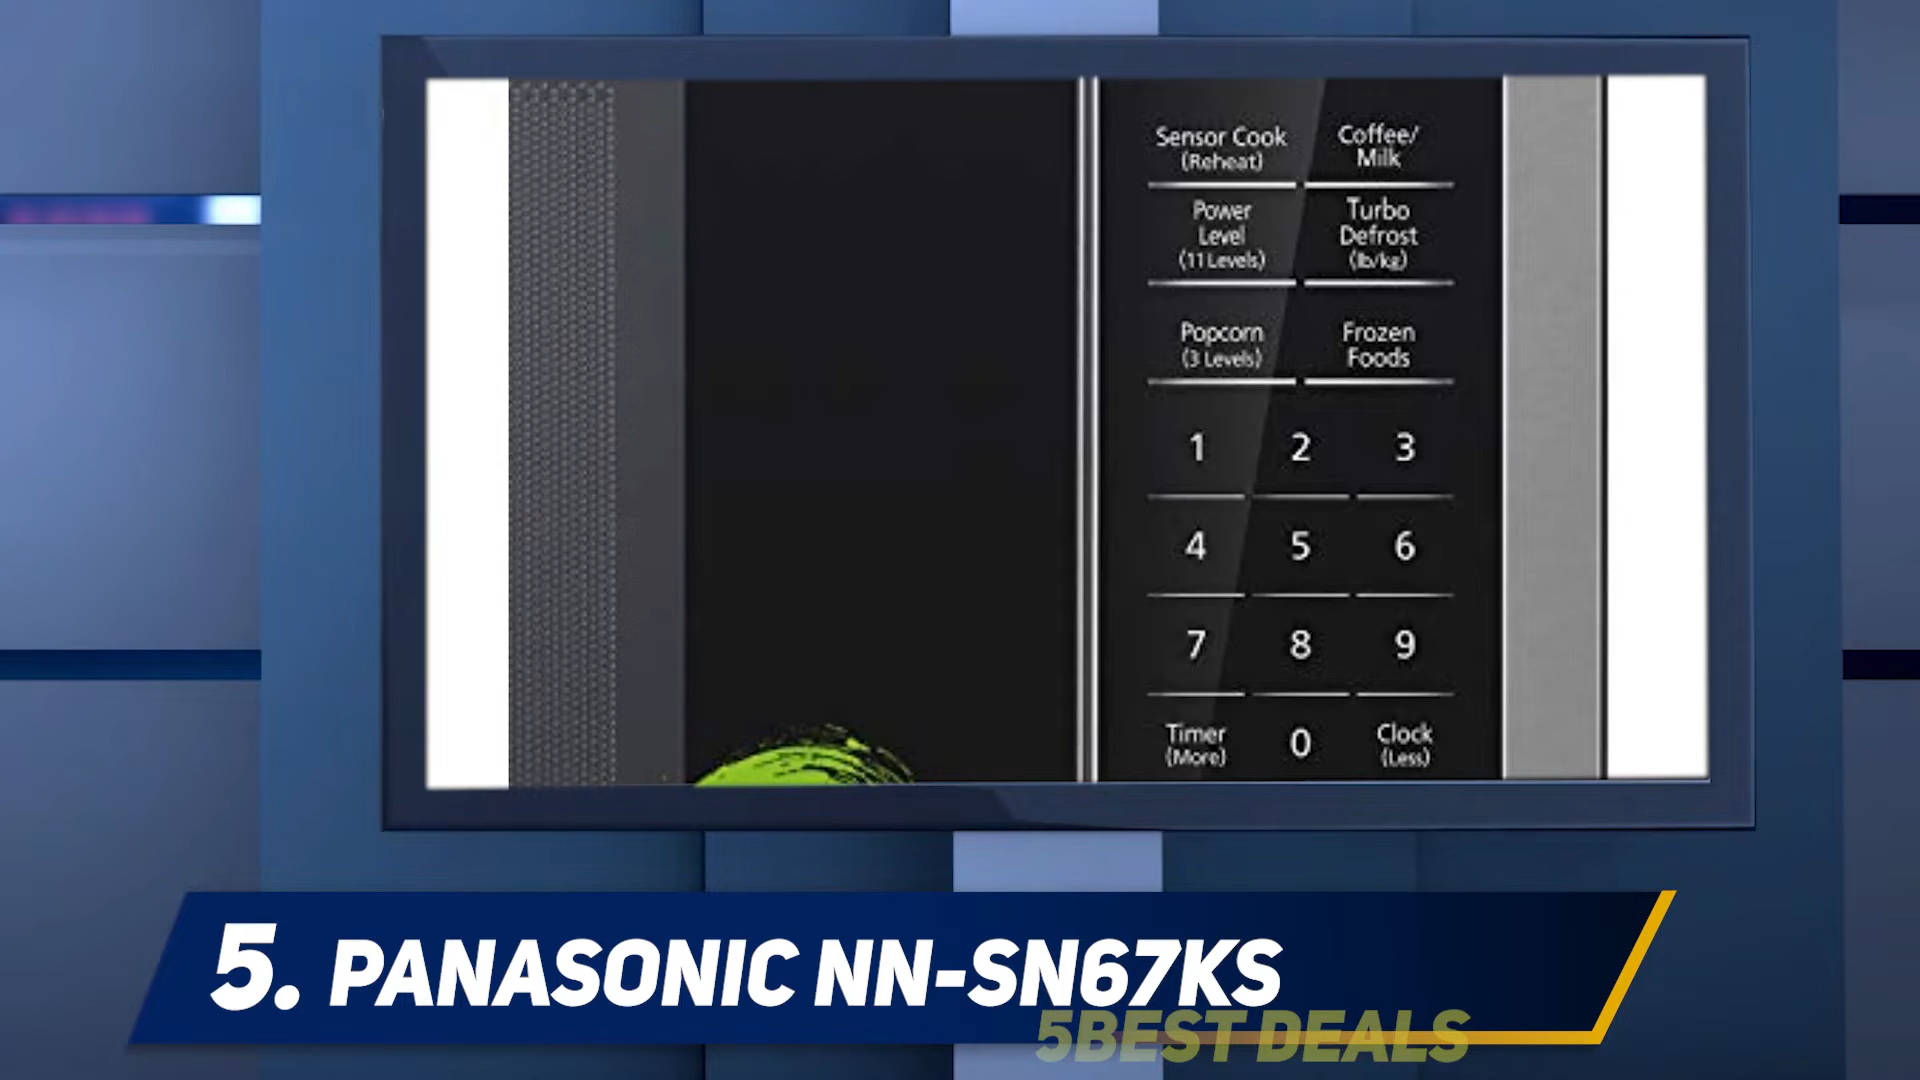 Sensor Cook
(Reheat)
Coffee/
Milk
Power
Level
(11 Levels)
Turbo
Defrost
(lb/kg)
Popcorn
(3 Levels)
Frozen
Foods
1 2 3
4 5 6
7 8 9
Timer
(More)
0
Clock
(Less)
5. PANASONIC NN-SN67KS
5BEST DEALS